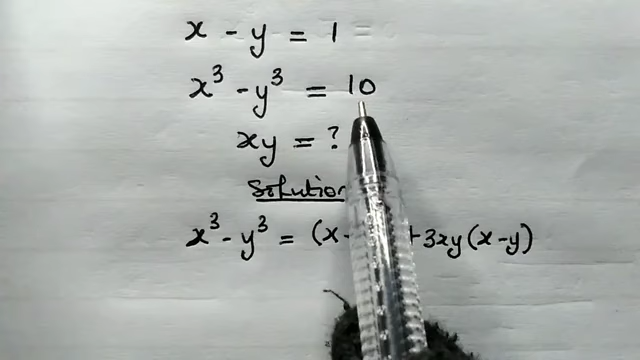 x - y = 1
x³ - y³ = 10
xy = ?
Solution
x³ - y³ = (x - + 3xy(x-y)